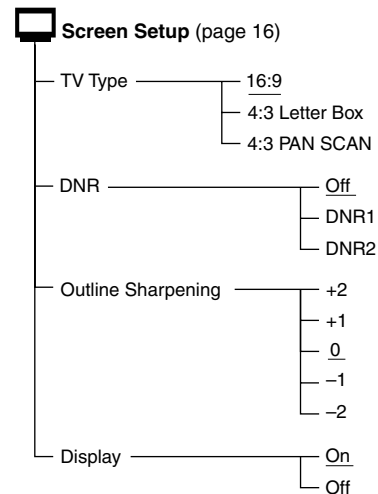 Screen Setup (page 16)
TV Type
16:9
4:3 Letter Box
4:3 PAN SCAN
DNR
Off
DNR1
DNR2
Outline Sharpening
+2
+1
0
–1
–2
Display
On
Off